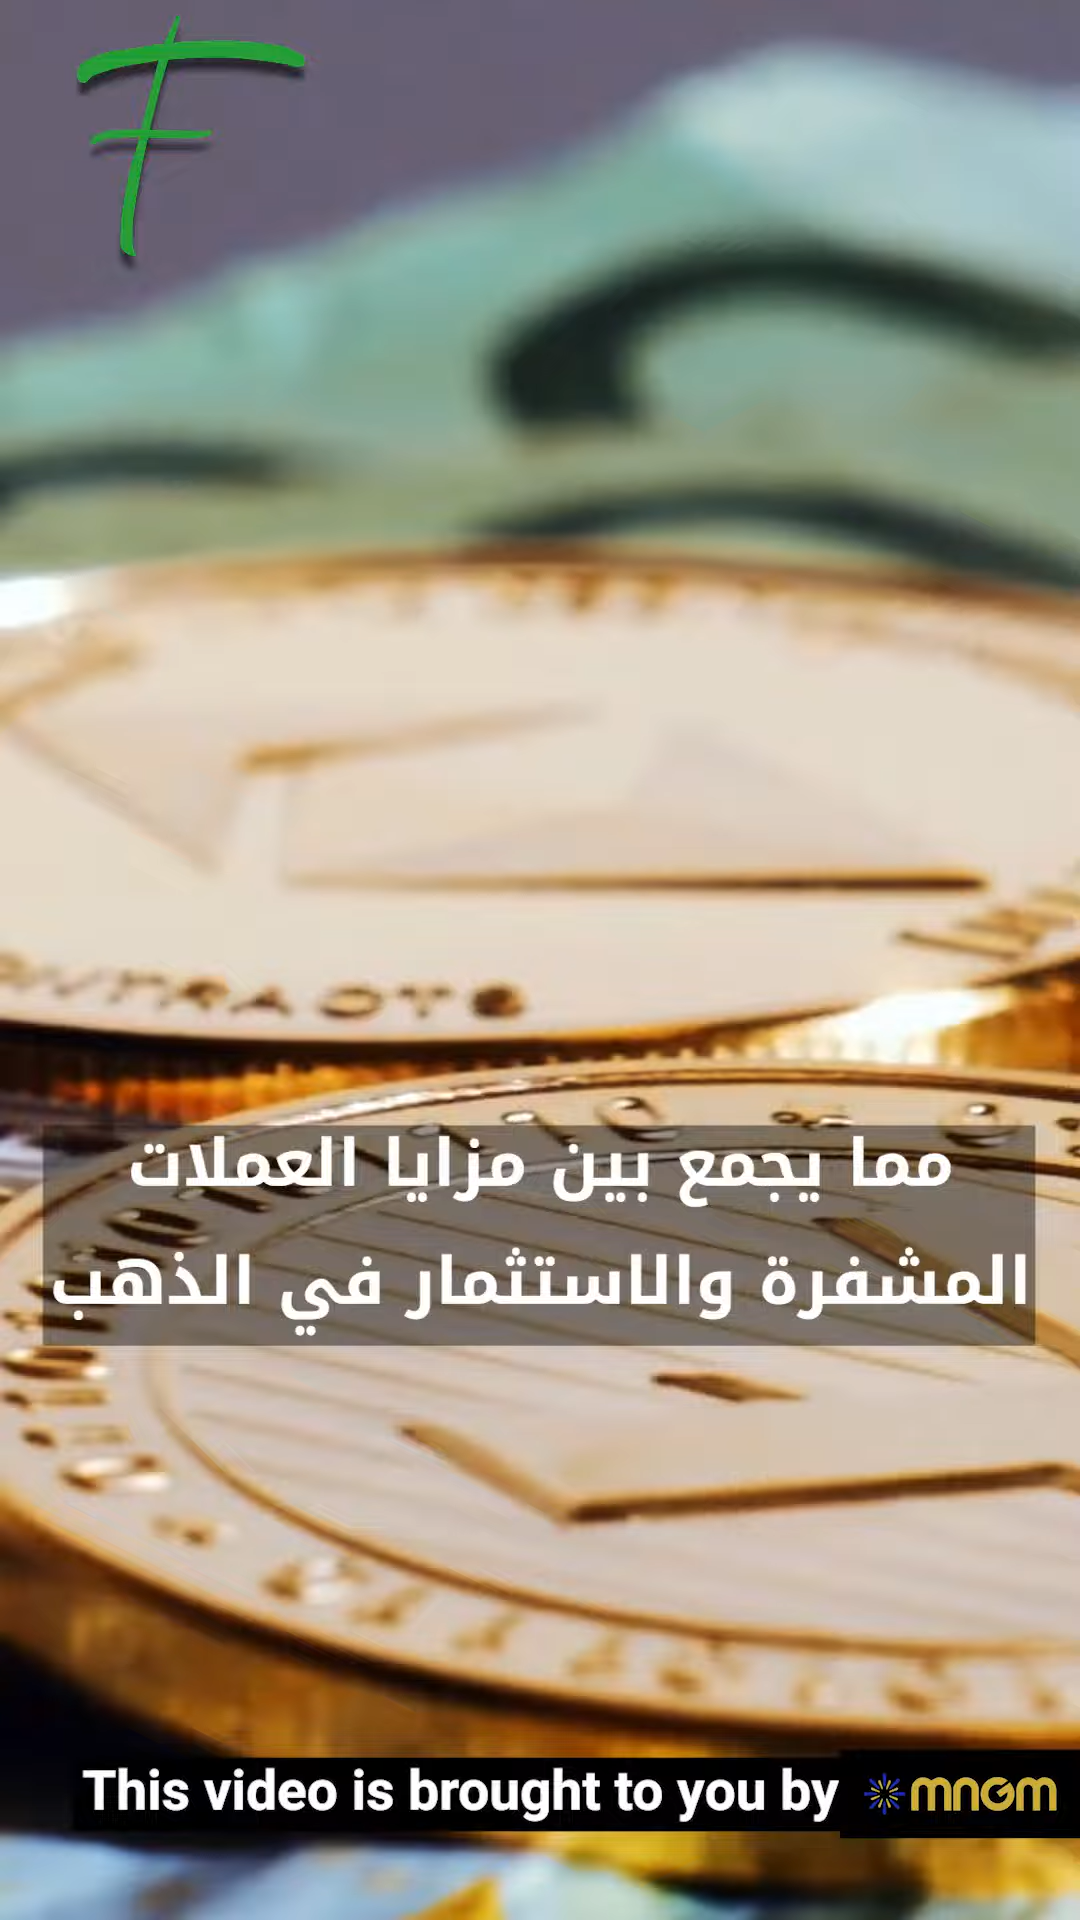 F
مما يجمع بين مزايا العملات
المشفرة والاستثمار في الذهب
This video is brought to you by MNGM